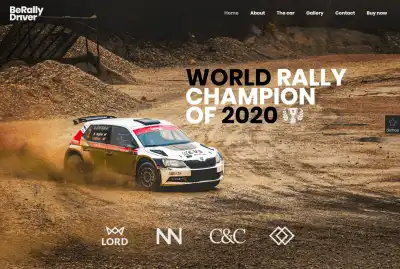 BeRally
Driver
Home About The car Gallery Contact Buy now
WORLD RALLY
CHAMPION
OF 2020
LORD
NN
C&C